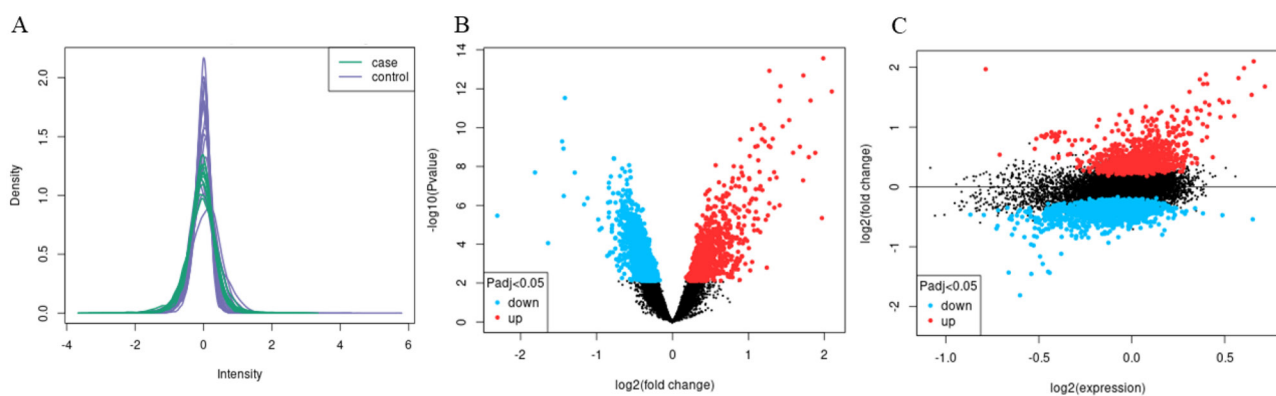 A
Density
2.0
1.5
1.0
0.5
0.0
case
control
-4
-2
0
2
4
6
Intensity
B
-log10(Pvalue)
14
12
10
8
6
4
2
0
Padj<0.05
down
up
-2
-1
0
1
2
log2(fold change)
C
log2(fold change)
2
1
0
-1
-2
Padj<0.05
down
up
-1.0
-0.5
0.0
0.5
log2(expression)